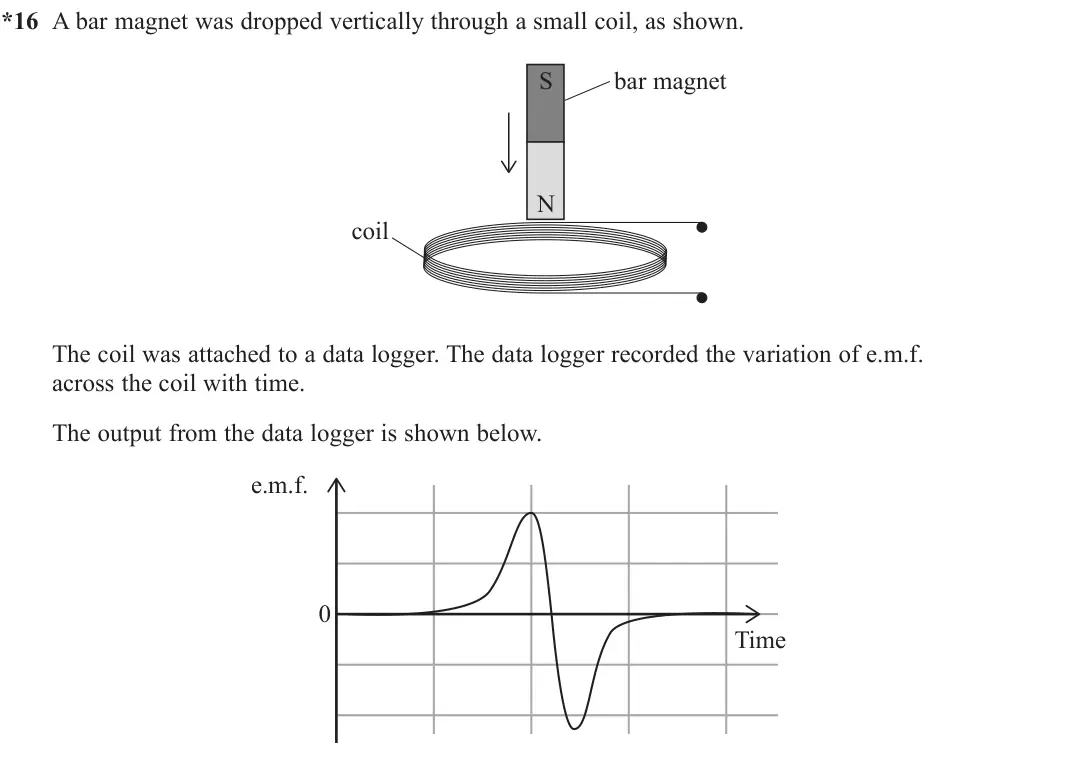 *16 A bar magnet was dropped vertically through a small coil, as shown.
S
bar magnet
N
coil
The coil was attached to a data logger. The data logger recorded the variation of e.m.f.
across the coil with time.
The output from the data logger is shown below.
e.m.f.
0
Time